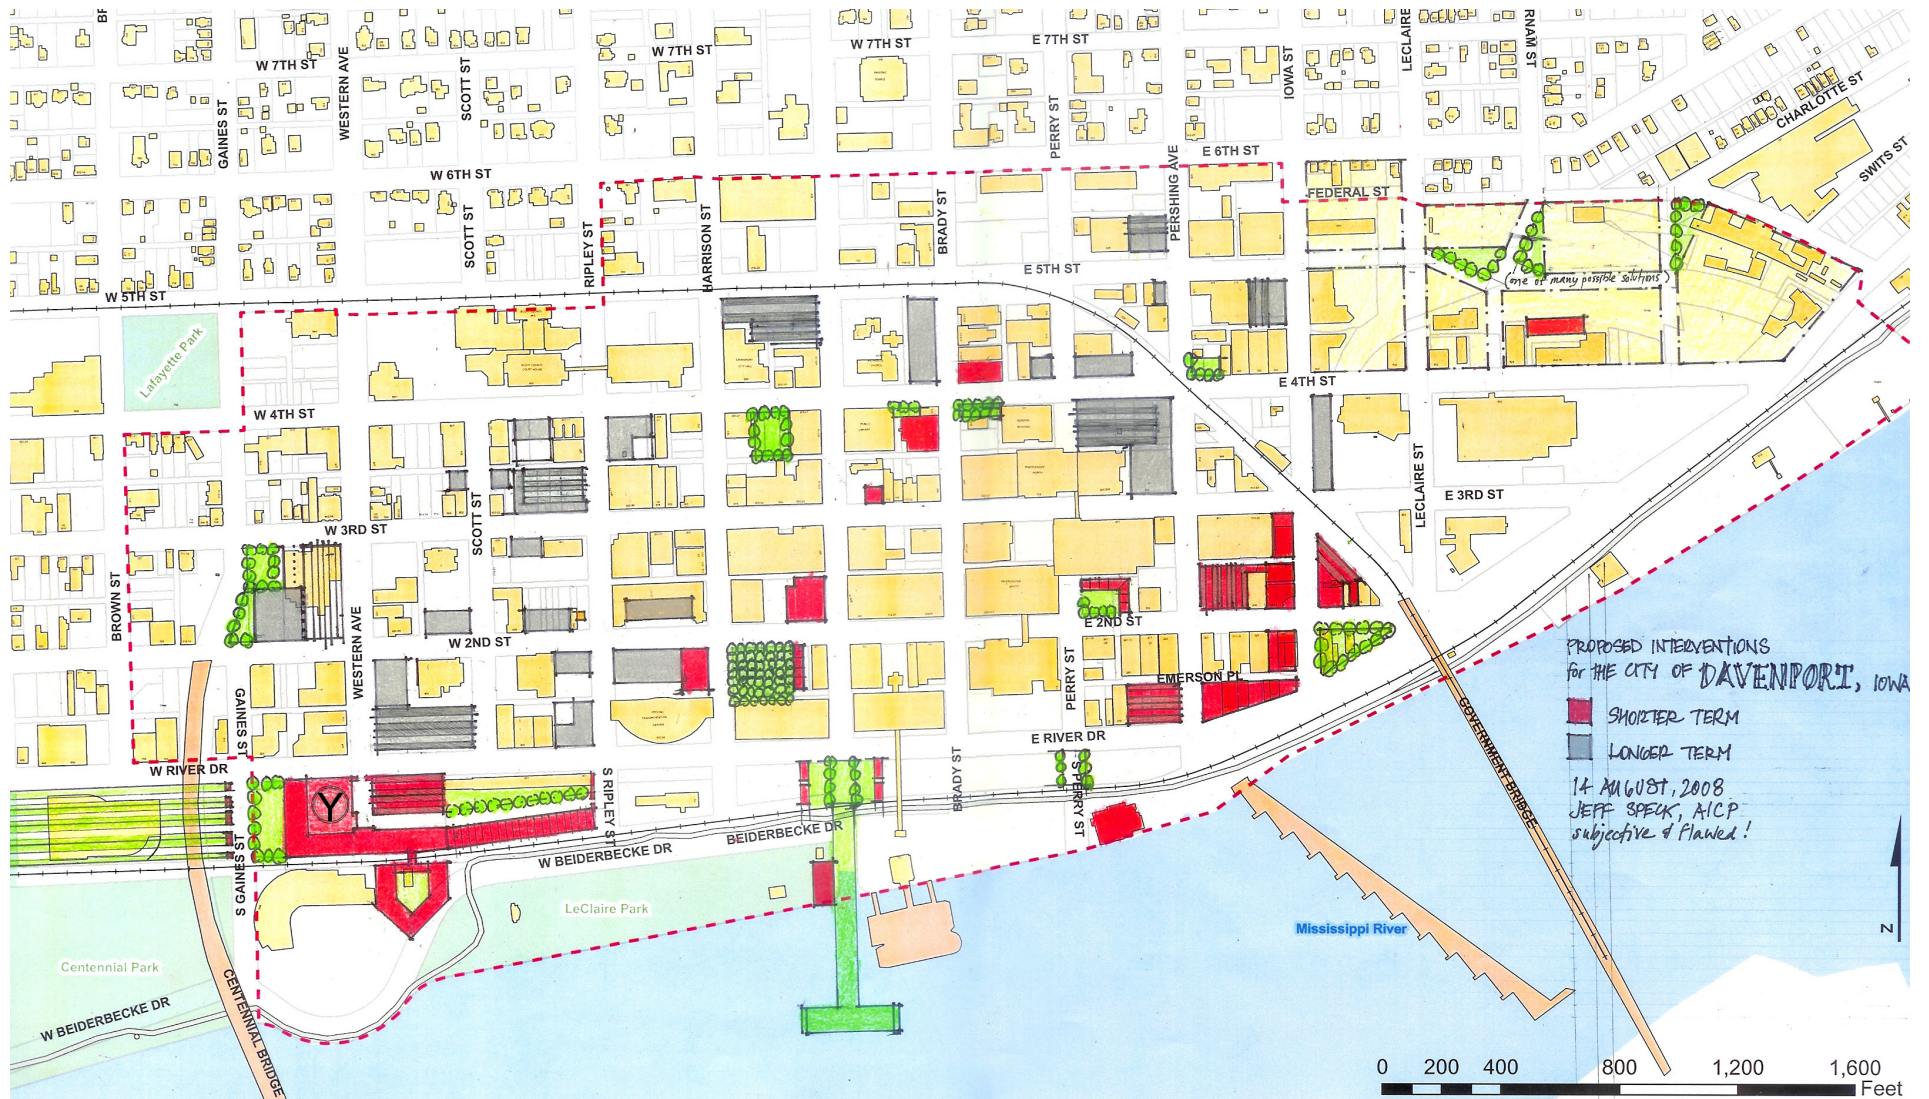 BR
W 7TH ST
W 7TH ST
W 7TH ST
E 7TH ST
GAINES ST
WESTERN AVE
SCOTT ST
PERRY ST
IOWA ST
LECLAIRE
RNAM ST
CHARLOTTE ST
SWITS ST
W 6TH ST
E 6TH ST
FEDERAL ST
SCOTT ST
RIPLEY ST
HARRISON ST
BRADY ST
PERSHING AVE
E 5TH ST
W 5TH ST
(one of many possible solutions)
Lafayette Park
W 4TH ST
E 4TH ST
SCOTT ST
LECLAIRE ST
E 3RD ST
W 3RD ST
BROWN ST
WESTERN AVE
W 2ND ST
E 2ND ST
PERRY ST
EMERSON PL
PROPOSED INTERVENTIONS
for THE CITY OF DAVENPORT, IOWA
SHORTER TERM
LONGER TERM
14 AUGUST, 2008
JEFF SPECK, AICP
subjective & flawed!
GAINES ST
W RIVER DR
E RIVER DR
GOVERNMENT BRIDGE
Y
S RIPLEY ST
BRADY ST
S PERRY ST
BEIDERBECKE DR
W BEIDERBECKE DR
S GAINES ST
LeClaire Park
Mississippi River
N
Centennial Park
CENTENNIAL BRIDGE
W BEIDERBECKE DR
0 200 400 800 1,200 1,600
Feet